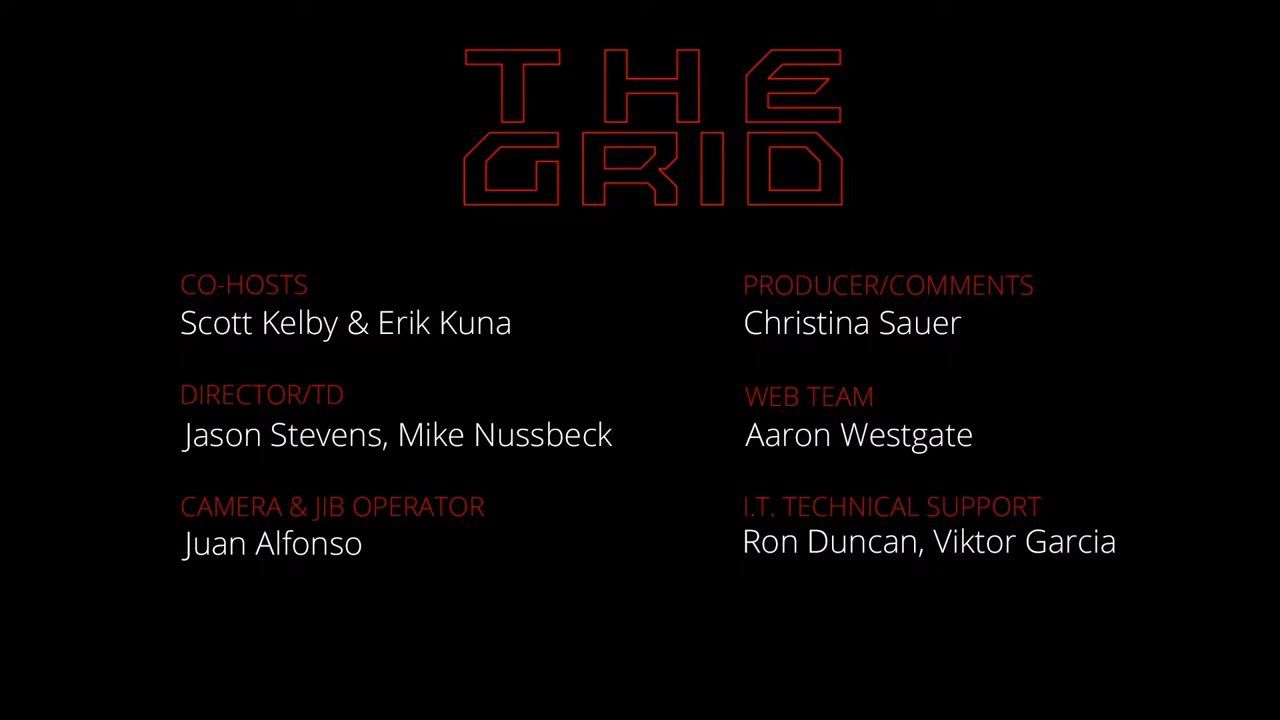 THE
GRID
CO-HOSTS
Scott Kelby & Erik Kuna
DIRECTOR/TD
Jason Stevens, Mike Nussbeck
CAMERA & JIB OPERATOR
Juan Alfonso
PRODUCER/COMMENTS
Christina Sauer
WEB TEAM
Aaron Westgate
I.T. TECHNICAL SUPPORT
Ron Duncan, Viktor Garcia